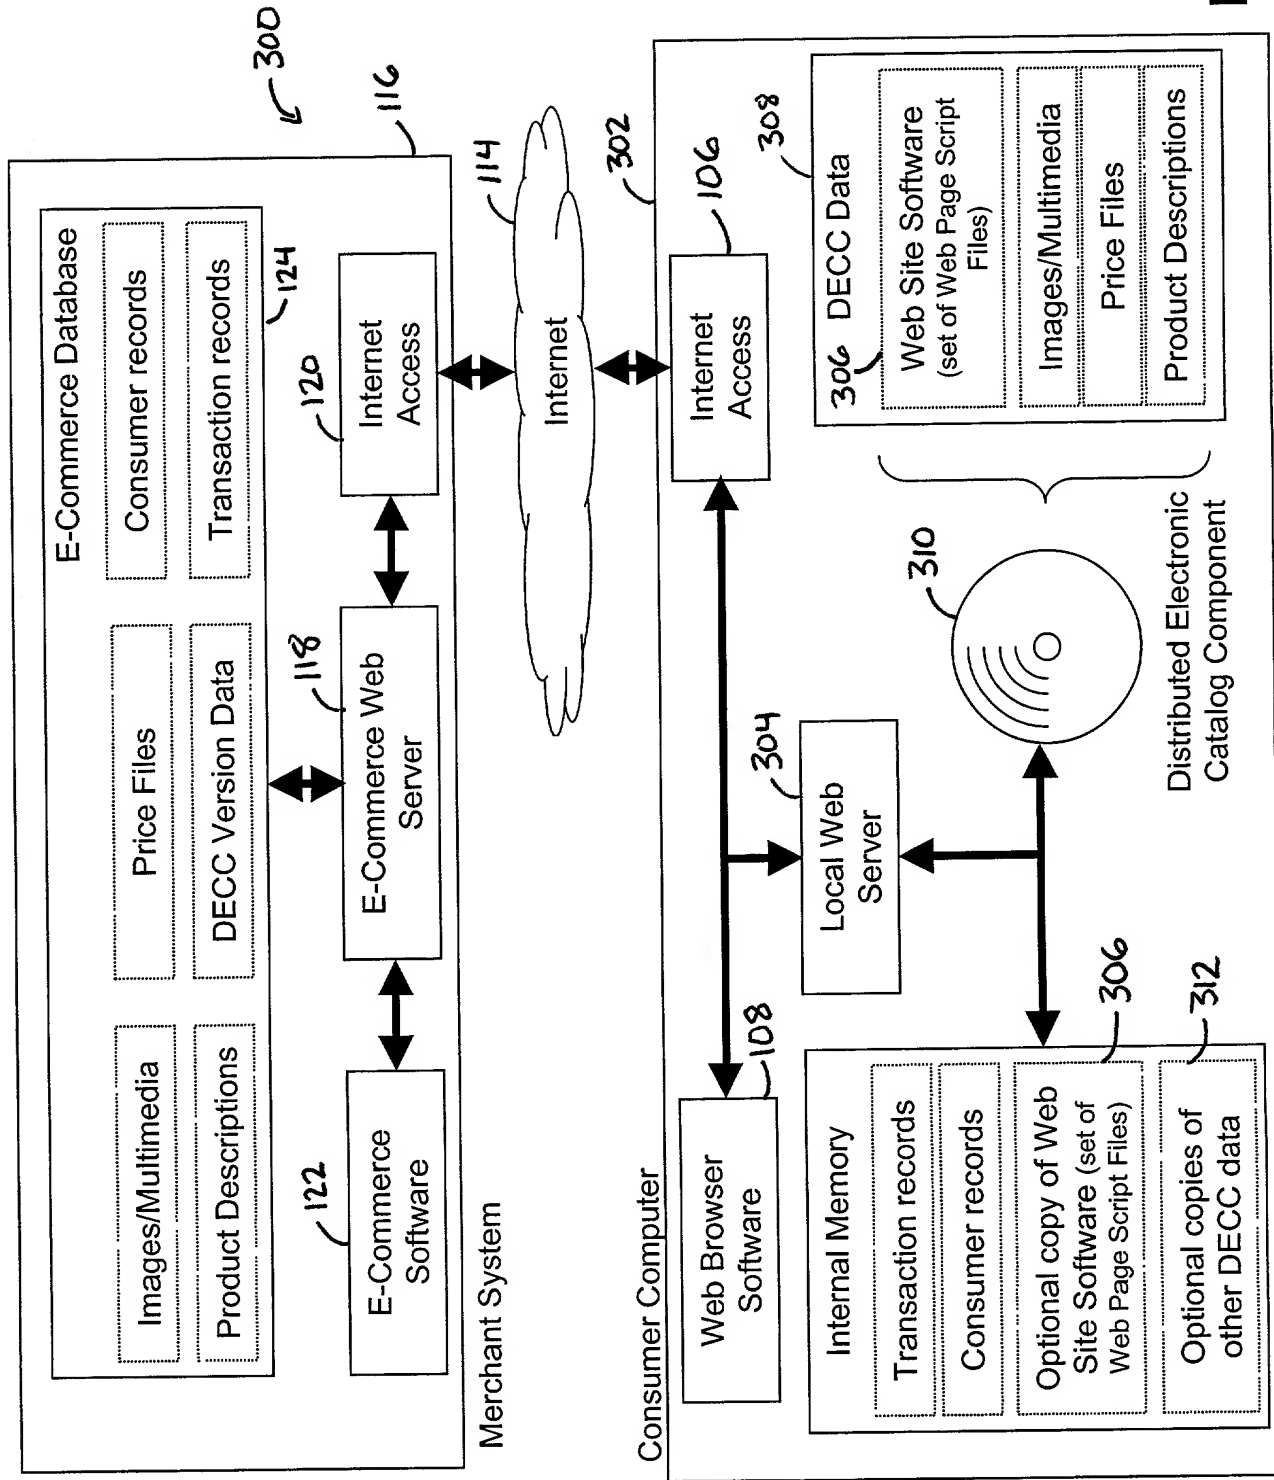 300
116
E-Commerce Database
124
Images/Multimedia
Price Files
Consumer records
Product Descriptions
DECC Version Data
Transaction records
122
118
120
E-Commerce
Software
E-Commerce Web
Server
Internet
Access
Merchant System
114
Internet
Consumer Computer
302
108
Web Browser
Software
106
Internet
Access
304
Local Web
Server
Internal Memory
Transaction records
Consumer records
Optional copy of Web
Site Software (set of
Web Page Script Files)
306
Optional copies of
other DECC data
312
310
Distributed Electronic
Catalog Component
308
DECC Data
306
Web Site Software
(set of Web Page Script
Files)
Images/Multimedia
Price Files
Product Descriptions